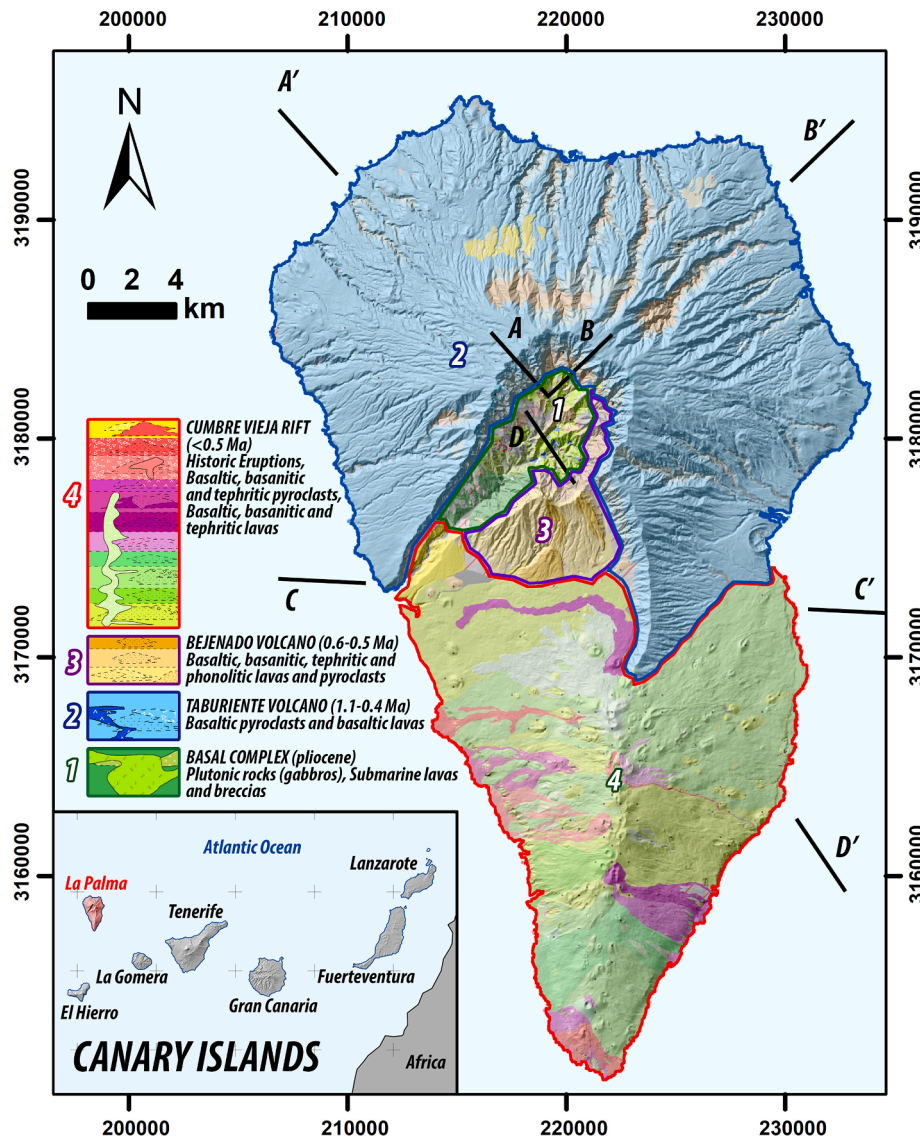 200000 210000 220000 230000
A'
B'
N
3190000
3190000
0 2 4
km
A
B
2
1
3180000
3180000
D
CUMBRE VIEJA RIFT
(<0.5 Ma)
Historic Eruptions,
Basaltic, basanitic
and tephritic pyroclasts,
Basaltic, basanitic and
tephritic lavas
4
3
C
C'
3170000
3170000
3
BEJENADO VOLCANO (0.6-0.5 Ma)
Basaltic, basanitic, tephritic and
phonolitic lavas and pyroclasts
2
TABURIENTE VOLCANO (1.1-0.4 Ma)
Basaltic pyroclasts and basaltic lavas
1
BASAL COMPLEX (pliocene)
Plutonic rocks (gabbros), Submarine lavas
and breccias
4
D'
3160000
3160000
Atlantic Ocean
Lanzarote
La Palma
Tenerife
La Gomera
Fuerteventura
El Hierro
Gran Canaria
CANARY ISLANDS
Africa
200000 210000 220000 230000